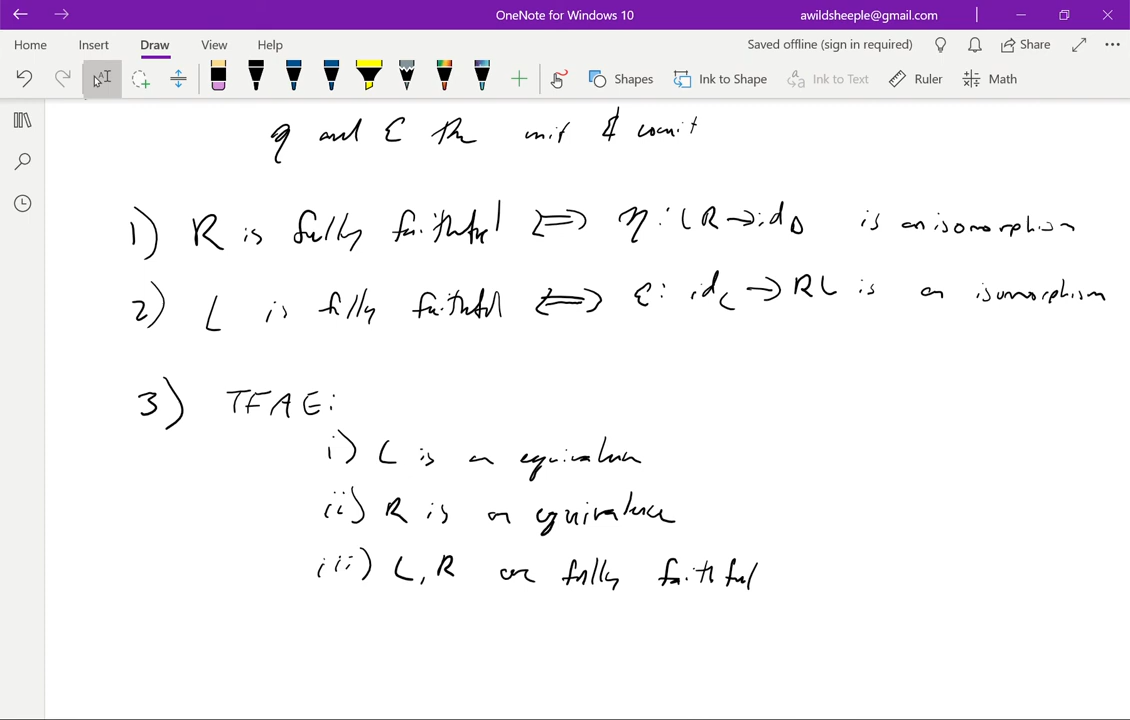 OneNote for Windows 10
awildsheeple@gmail.com
Home Insert Draw View Help
Saved offline (sign in required) Share
Shapes Ink to Shape Ink to Text Ruler Math
η and ε the unit & counit
1) R is fully faithful ⟺ η: LR → id_D is an isomorphism
2) L is fully faithful ⟺ ε: id_C → RL is an isomorphism
3) TFAE:
i) L is an equivalence
ii) R is an equivalence
iii) L, R are fully faithful